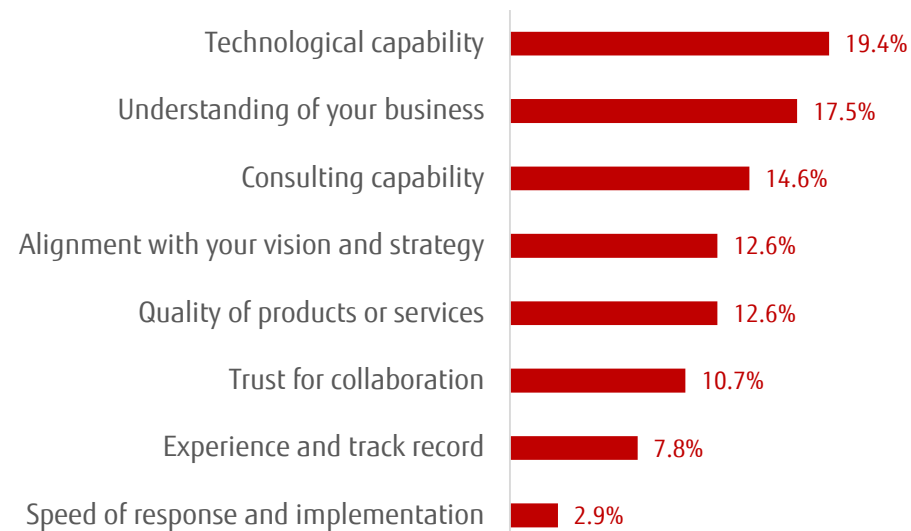 Technological capability 19.4%
Understanding of your business 17.5%
Consulting capability 14.6%
Alignment with your vision and strategy 12.6%
Quality of products or services 12.6%
Trust for collaboration 10.7%
Experience and track record 7.8%
Speed of response and implementation 2.9%